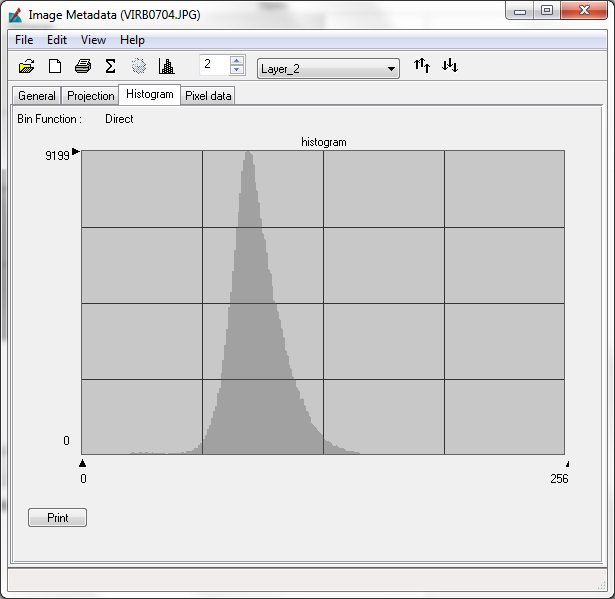 Image Metadata (VIRB0704.JPG)
File Edit View Help
2 Layer_2
General Projection Histogram Pixel data
Bin Function : Direct
histogram
9199
0
0 256
Print